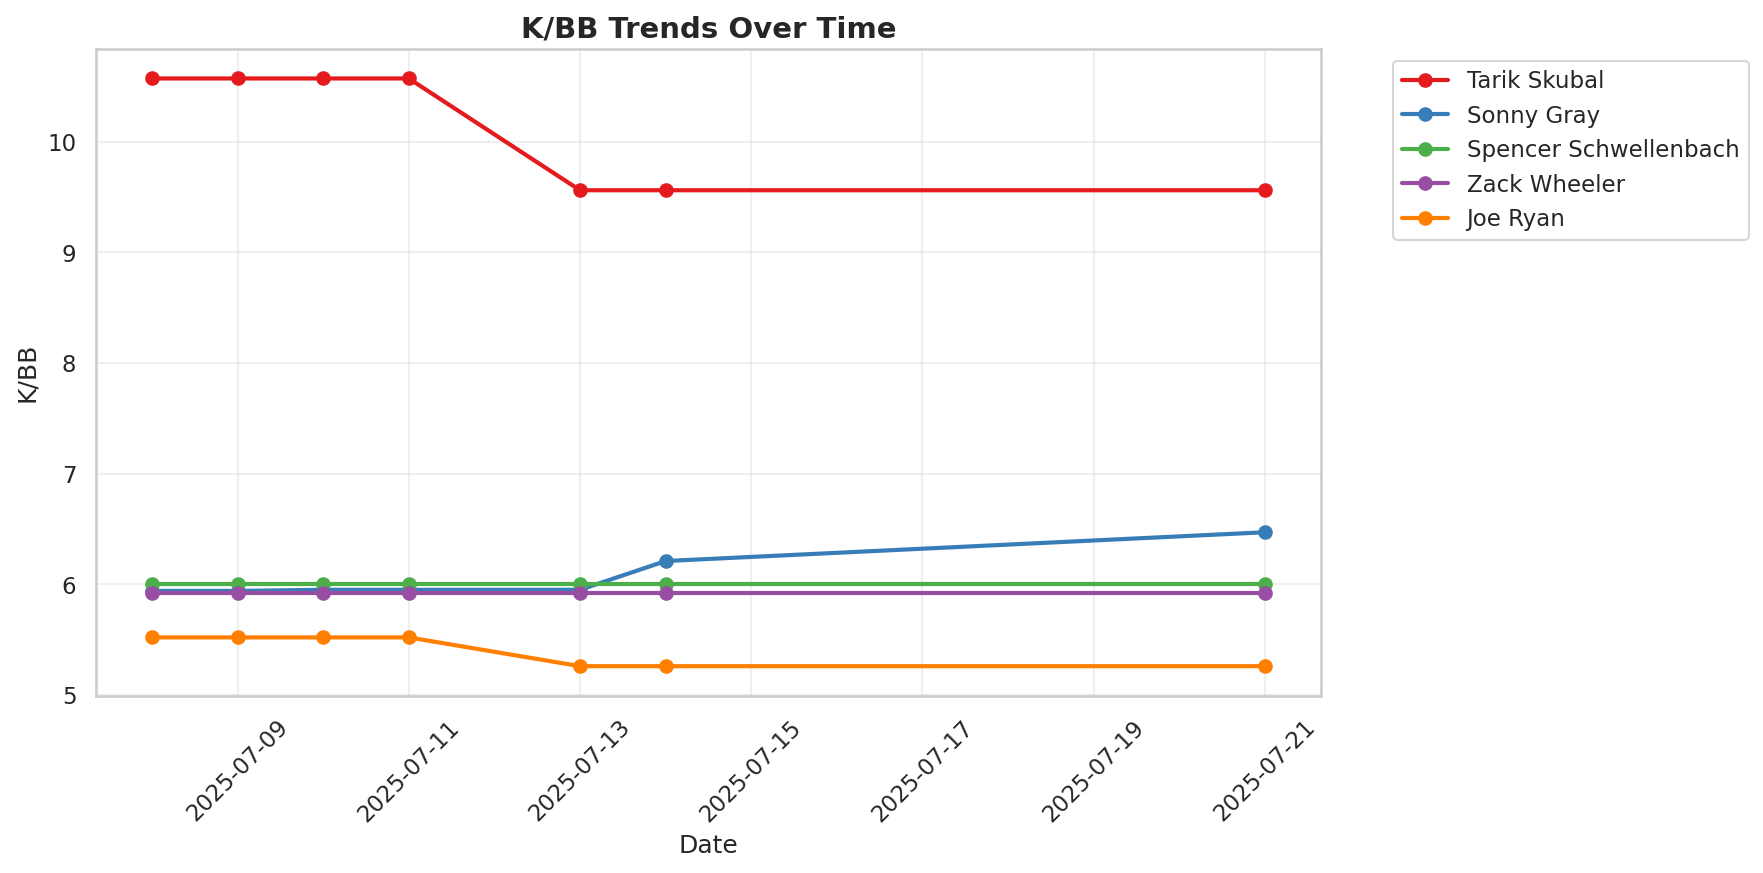 K/BB Trends Over Time
K/BB
10
9
8
7
6
5
2025-07-09
2025-07-11
2025-07-13
2025-07-15
2025-07-17
2025-07-19
2025-07-21
Date
Tarik Skubal
Sonny Gray
Spencer Schwellenbach
Zack Wheeler
Joe Ryan